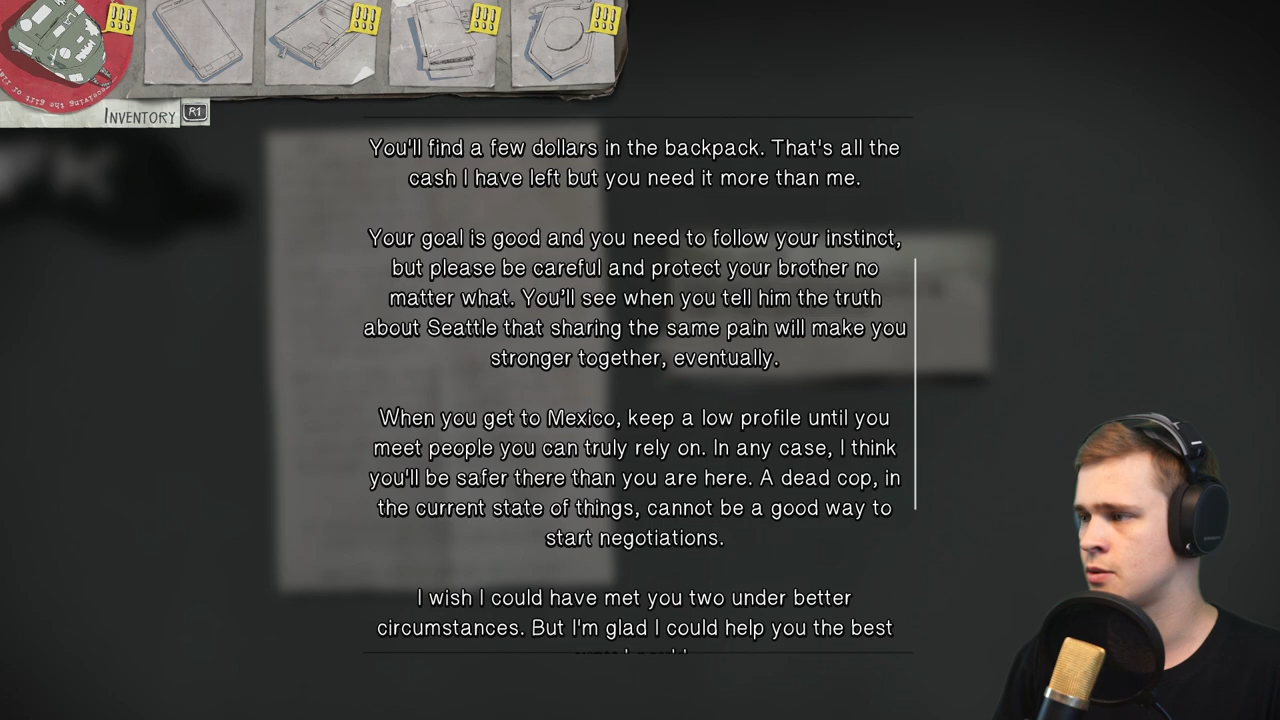 INVENTORY R1
You'll find a few dollars in the backpack. That's all the
cash I have left but you need it more than me.
Your goal is good and you need to follow your instinct,
but please be careful and protect your brother no
matter what. You'll see when you tell him the truth
about Seattle that sharing the same pain will make you
stronger together, eventually.
When you get to Mexico, keep a low profile until you
meet people you can truly rely on. In any case, I think
you'll be safer there than you are here. A dead cop, in
the current state of things, cannot be a good way to
start negotiations.
I wish I could have met you two under better
circumstances. But I'm glad I could help you the best